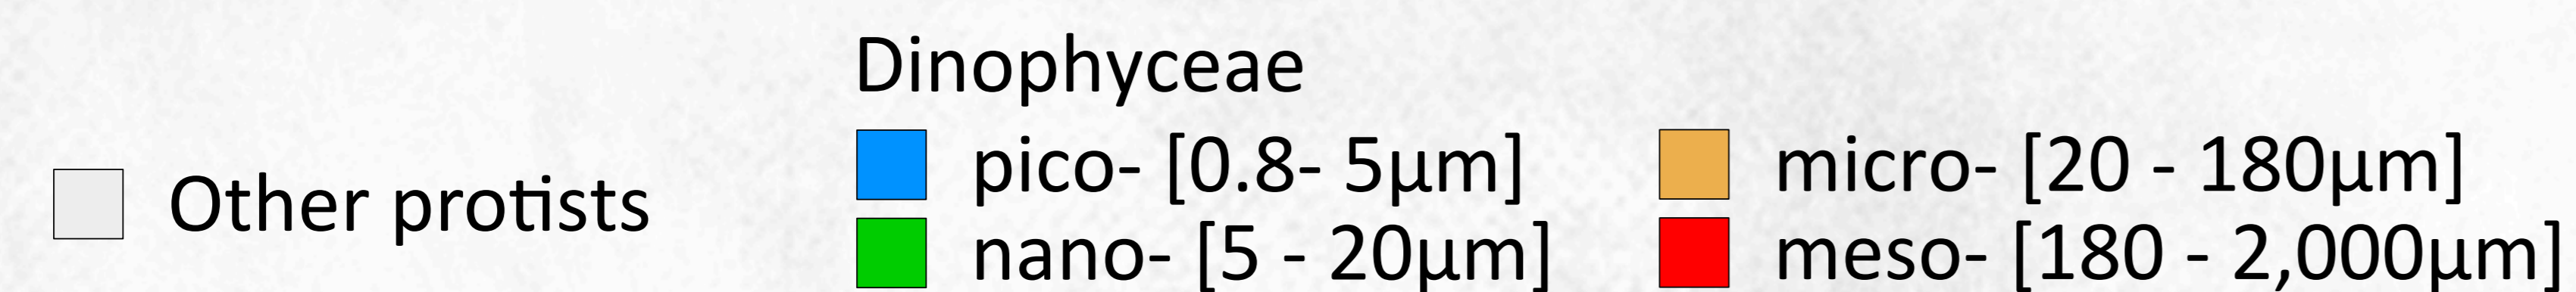 Dinophyceae
Other protists
pico- [0.8- 5µm]
micro- [20 - 180µm]
nano- [5 - 20µm]
meso- [180 - 2,000µm]